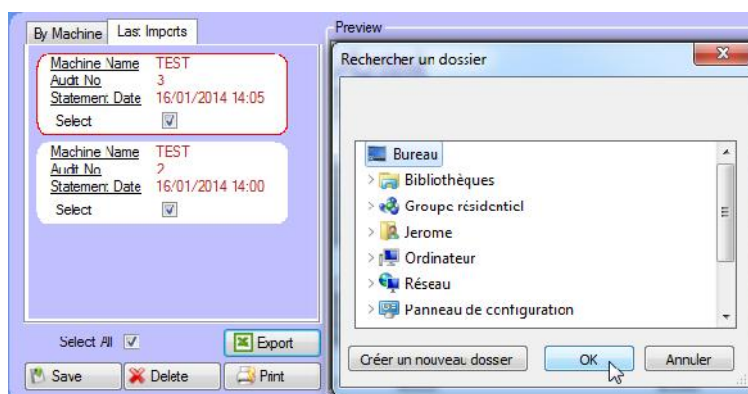 By Machine Last Imports
Machine Name TEST
Audit No 3
Statement Date 16/01/2014 14:05
Select
Machine Name TEST
Audit No 2
Statement Date 16/01/2014 14:00
Select
Select All
Export
Save Delete Print
Preview
Rechercher un dossier
Bureau
Bibliothèques
Groupe résidentiel
Jerome
Ordinateur
Réseau
Panneau de configuration
Créer un nouveau dossier OK Annuler